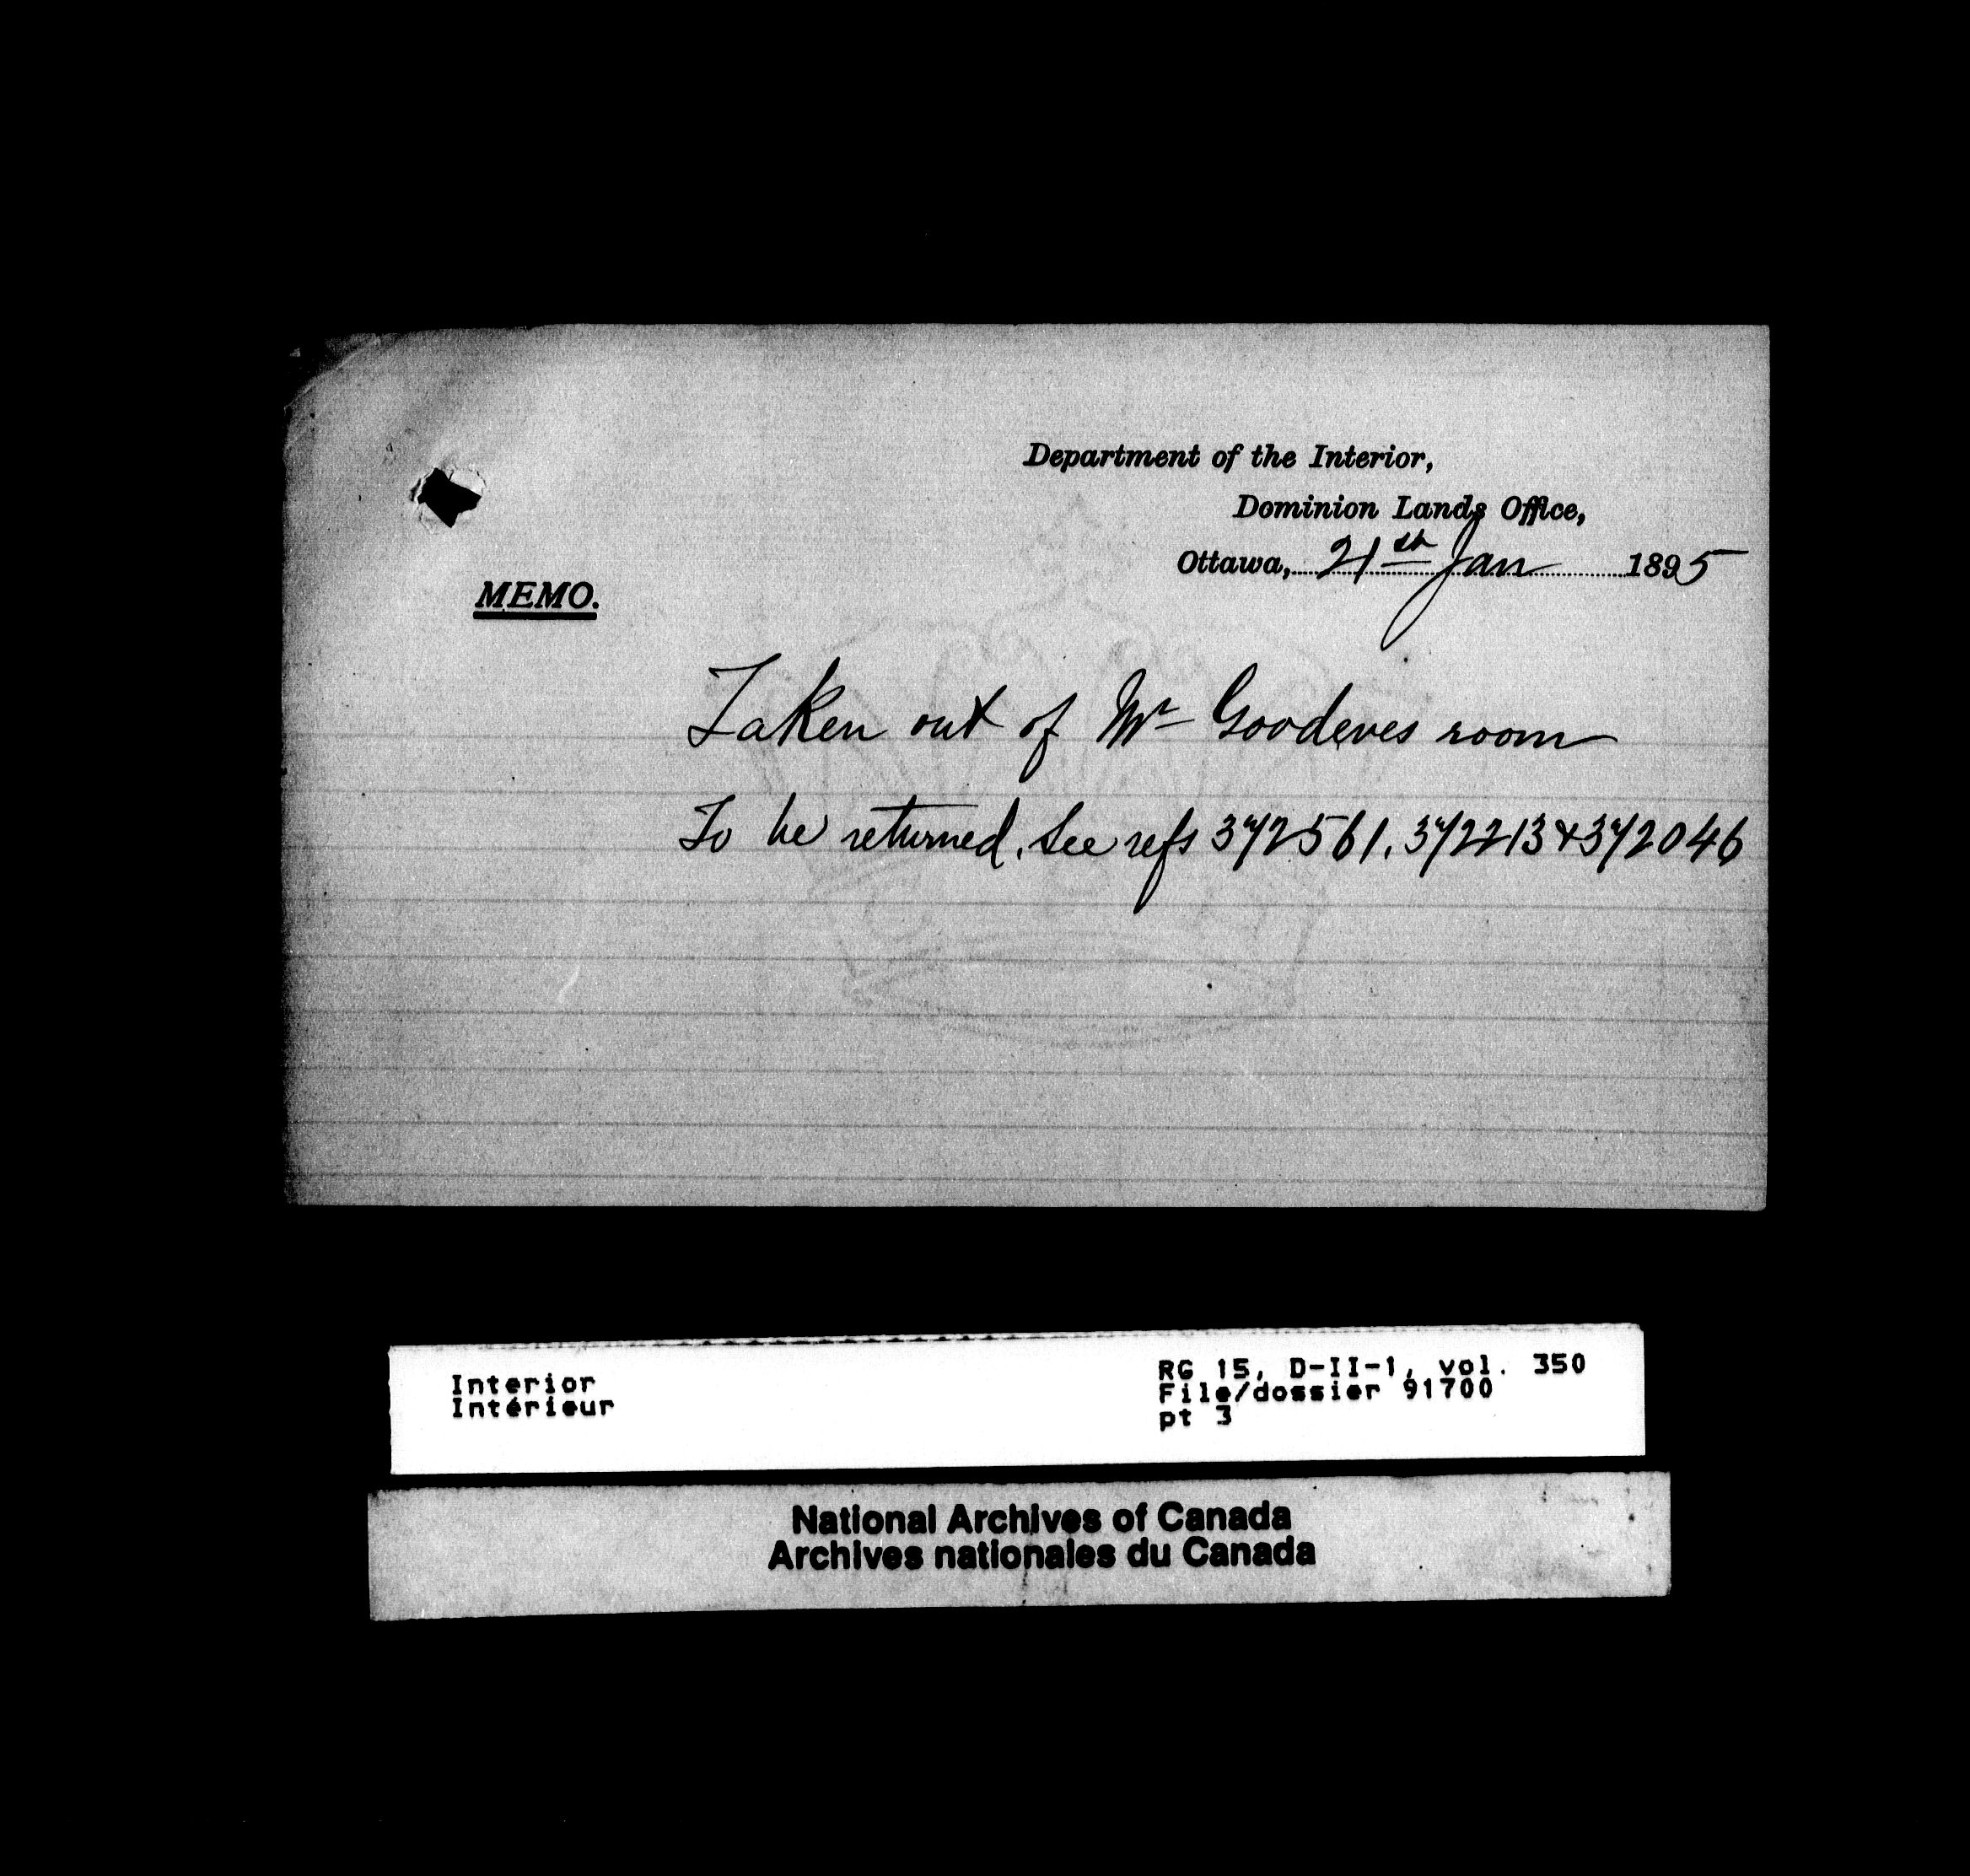 Department of the Interior,
Dominion Lands Office,
Ottawa, 21st Jan 1895
MEMO.
Taken out of Mr Goodeves room
To be returned. See refs 372561, 372213 & 372046
Interior
Intérieur
RG 15, D-II-1, vol. 350
File/dossier 91700
pt 3
National Archives of Canada
Archives nationales du Canada